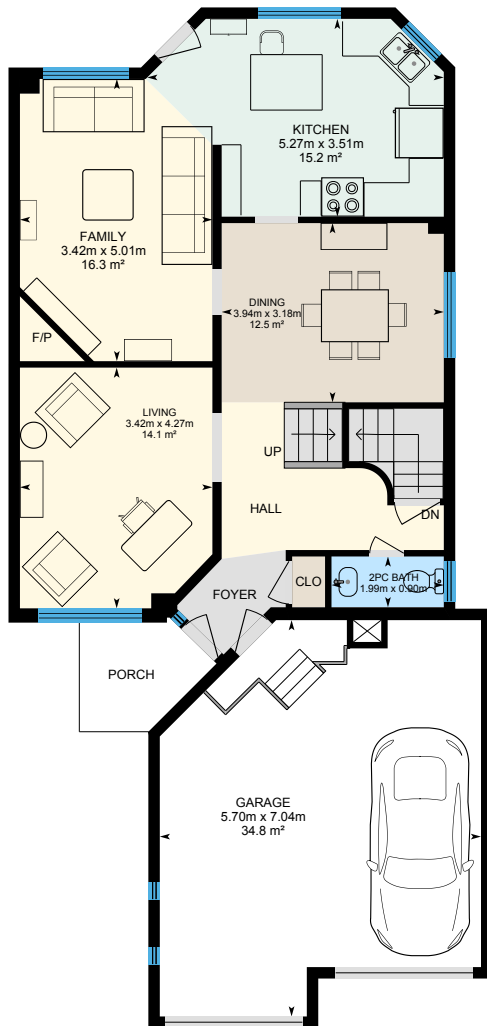 KITCHEN
5.27m x 3.51m
15.2 m²
FAMILY
3.42m x 5.01m
16.3 m²
DINING
3.94m x 3.18m
12.5 m²
F/P
LIVING
3.42m x 4.27m
14.1 m²
UP
HALL
DN
FOYER
CLO
2PC BATH
1.99m x 0.90m
PORCH
GARAGE
5.70m x 7.04m
34.8 m²